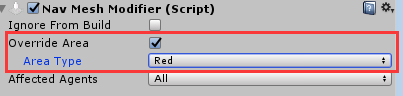 Nav Mesh Modifier (Script)
Ignore From Build
Override Area
Area Type Red
Affected Agents All